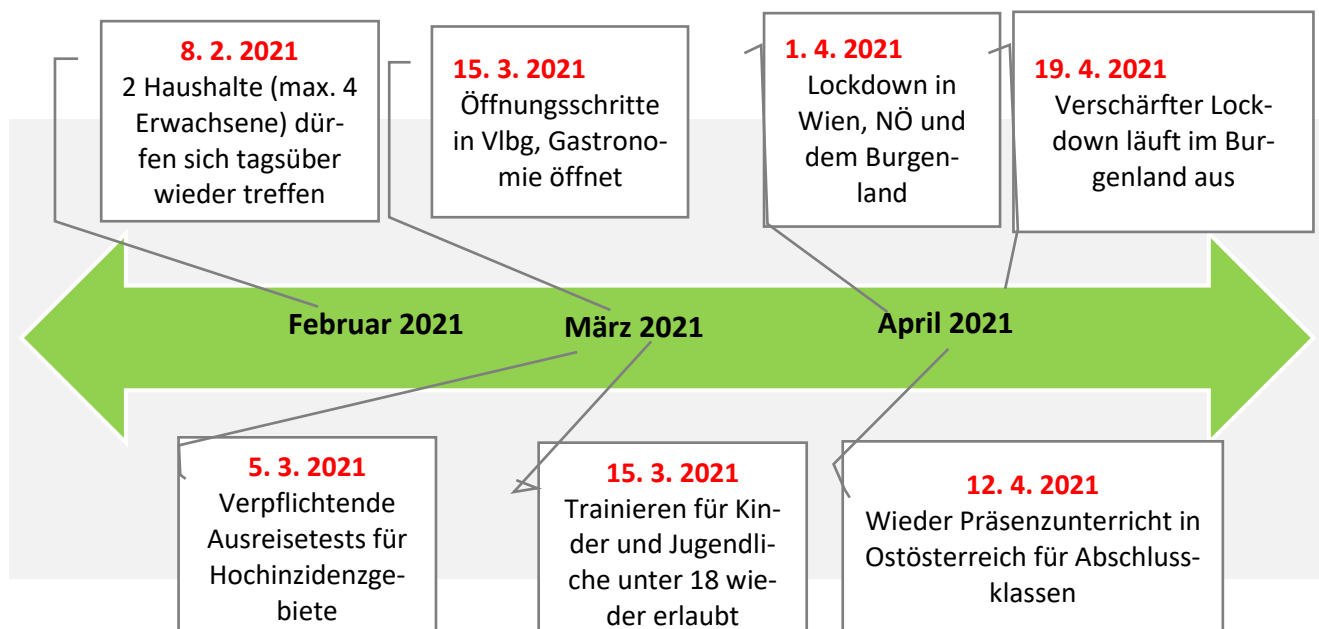 8. 2. 2021
2 Haushalte (max. 4
Erwachsene) dür-
fen sich tagsüber
wieder treffen
15. 3. 2021
Öffnungsschritte
in Vlbg, Gastrono-
mie öffnet
1. 4. 2021
Lockdown in
Wien, NÖ und
dem Burgen-
land
19. 4. 2021
Verschärfter Lock-
down läuft im Bur-
genland aus
Februar 2021
März 2021
April 2021
5. 3. 2021
Verpflichtende
Ausreisetests für
Hochinzidenzge-
biete
15. 3. 2021
Trainieren für Kin-
der und Jugendli-
che unter 18 wie-
der erlaubt
12. 4. 2021
Wieder Präsenzunterricht in
Ostösterreich für Abschluss-
klassen